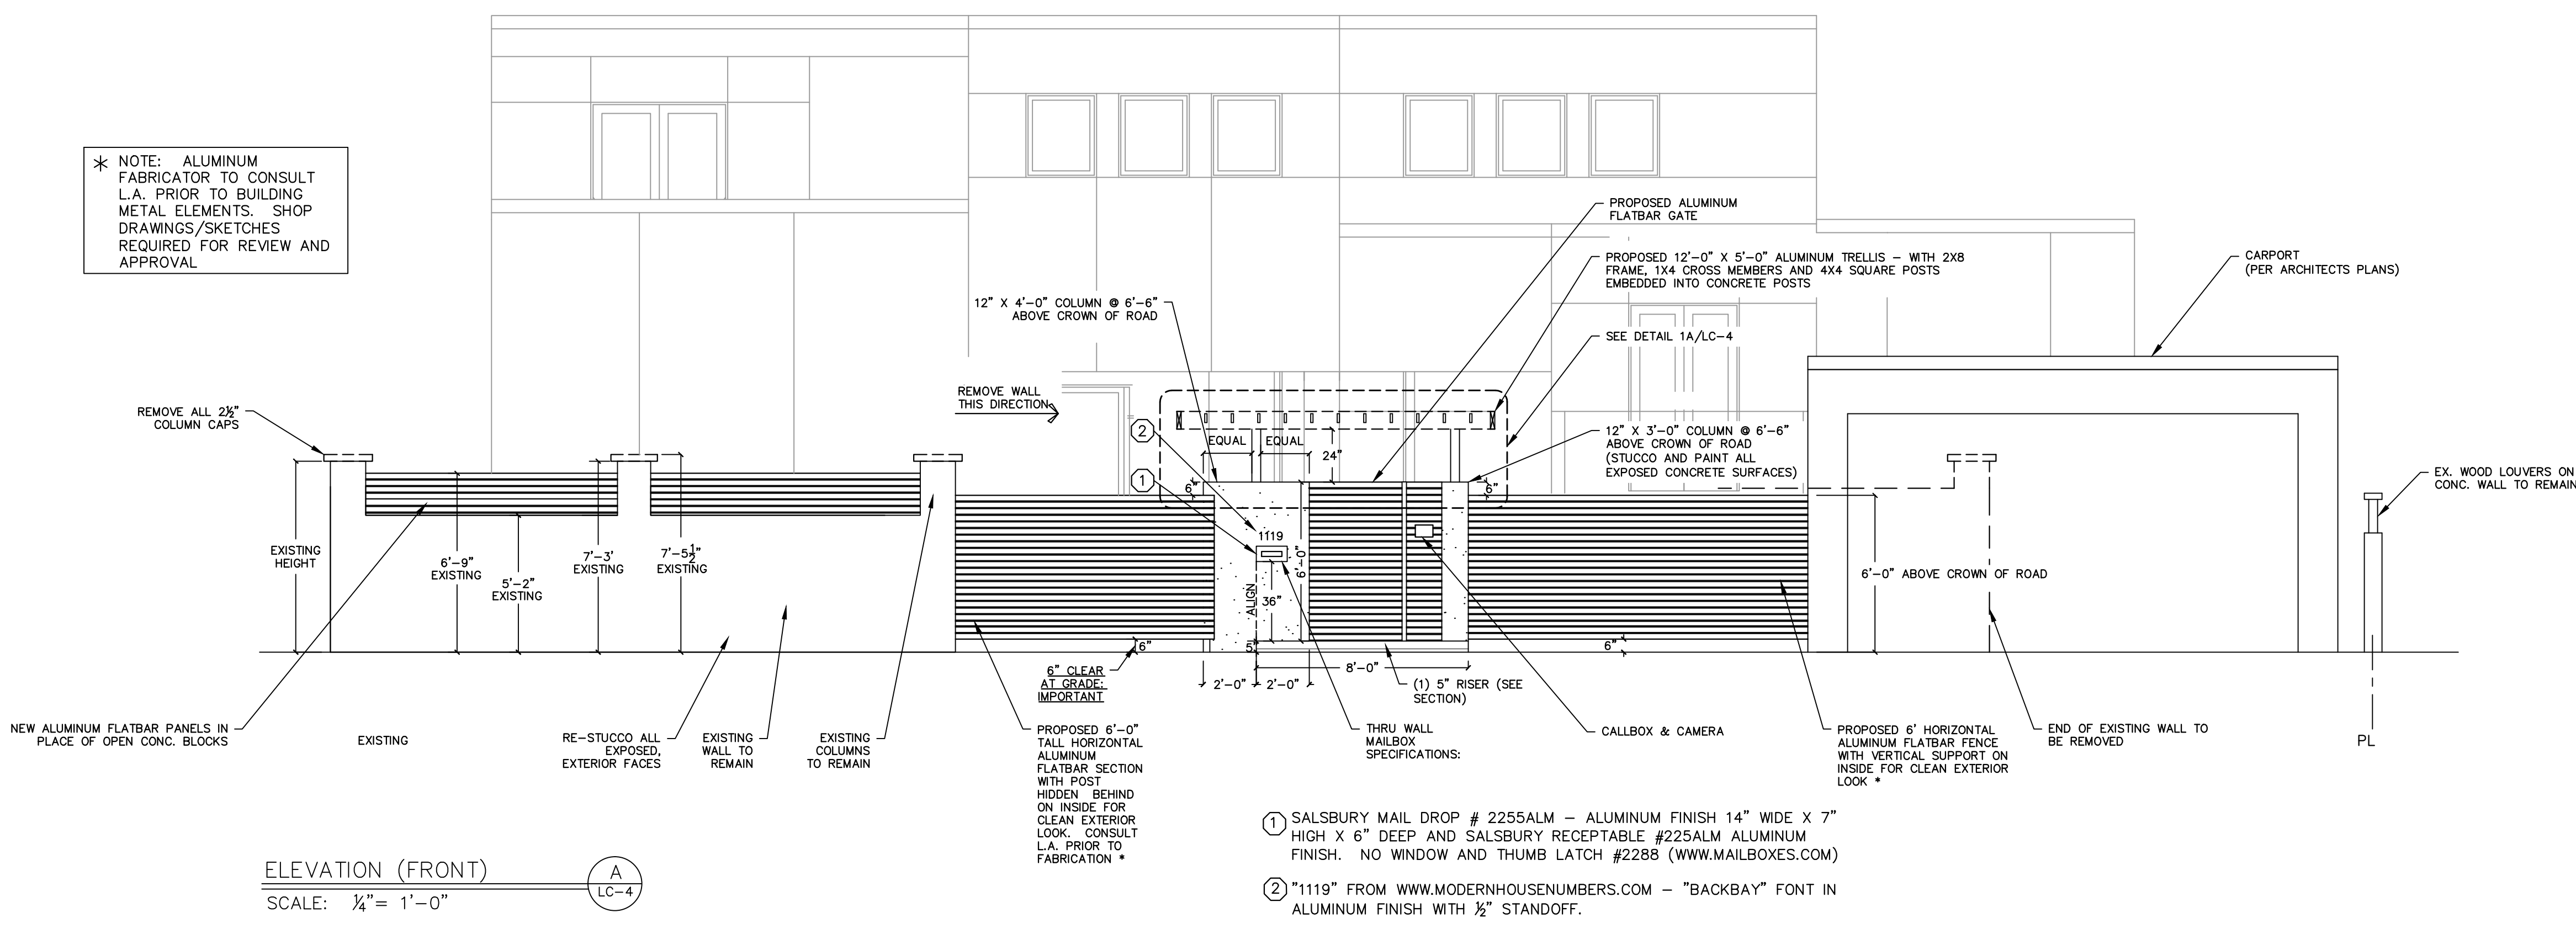 * NOTE: ALUMINUM
FABRICATOR TO CONSULT
L.A. PRIOR TO BUILDING
METAL ELEMENTS. SHOP
DRAWINGS/SKETCHES
REQUIRED FOR REVIEW AND
APPROVAL
PROPOSED ALUMINUM
FLATBAR GATE
PROPOSED 12'-0" X 5'-0" ALUMINUM TRELLIS – WITH 2X8
FRAME, 1X4 CROSS MEMBERS AND 4X4 SQUARE POSTS
EMBEDDED INTO CONCRETE POSTS
CARPORT
(PER ARCHITECTS PLANS)
12" X 4'-0" COLUMN @ 6'-6"
ABOVE CROWN OF ROAD
SEE DETAIL 1A/LC-4
REMOVE WALL
THIS DIRECTION
REMOVE ALL 2½"
COLUMN CAPS
2
EQUAL
EQUAL
24"
12" X 3'-0" COLUMN @ 6'-6"
ABOVE CROWN OF ROAD
(STUCCO AND PAINT ALL
EXPOSED CONCRETE SURFACES)
EX. WOOD LOUVERS ON
CONC. WALL TO REMAIN
1
6"
6"
1119
EXISTING
HEIGHT
6'-9"
EXISTING
5'-2"
EXISTING
7'-3'
EXISTING
7'-5½"
EXISTING
6'-0"
ALIGN
36"
6'-0" ABOVE CROWN OF ROAD
6"
5"
6"
6" CLEAR
AT GRADE:
IMPORTANT
2'-0"
2'-0"
8'-0"
(1) 5" RISER (SEE
SECTION)
NEW ALUMINUM FLATBAR PANELS IN
PLACE OF OPEN CONC. BLOCKS
EXISTING
RE-STUCCO ALL
EXPOSED,
EXTERIOR FACES
EXISTING
WALL TO
REMAIN
EXISTING
COLUMNS
TO REMAIN
PROPOSED 6'-0"
TALL HORIZONTAL
ALUMINUM
FLATBAR SECTION
WITH POST
HIDDEN BEHIND
ON INSIDE FOR
CLEAN EXTERIOR
LOOK. CONSULT
L.A. PRIOR TO
FABRICATION *
THRU WALL
MAILBOX
SPECIFICATIONS:
CALLBOX & CAMERA
PROPOSED 6' HORIZONTAL
ALUMINUM FLATBAR FENCE
WITH VERTICAL SUPPORT ON
INSIDE FOR CLEAN EXTERIOR
LOOK *
END OF EXISTING WALL TO
BE REMOVED
PL
1 SALSBURY MAIL DROP # 2255ALM – ALUMINUM FINISH 14" WIDE X 7"
HIGH X 6" DEEP AND SALSBURY RECEPTABLE #225ALM ALUMINUM
FINISH. NO WINDOW AND THUMB LATCH #2288 (WWW.MAILBOXES.COM)
2 "1119" FROM WWW.MODERNHOUSENUMBERS.COM – "BACKBAY" FONT IN
ALUMINUM FINISH WITH ½" STANDOFF.
ELEVATION (FRONT)
SCALE: ¼"= 1'-0"
A
LC-4